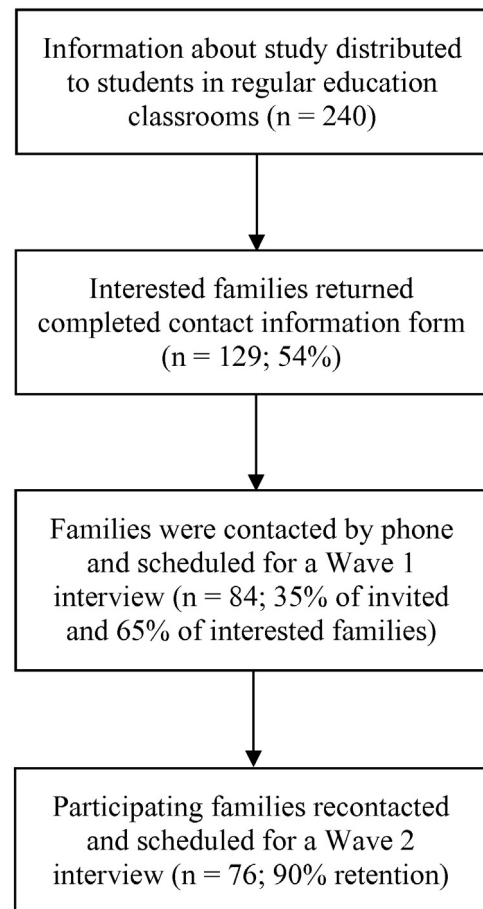 Information about study distributed
to students in regular education
classrooms (n = 240)
Interested families returned
completed contact information form
(n = 129; 54%)
Families were contacted by phone
and scheduled for a Wave 1
interview (n = 84; 35% of invited
and 65% of interested families)
Participating families recontacted
and scheduled for a Wave 2
interview (n = 76; 90% retention)